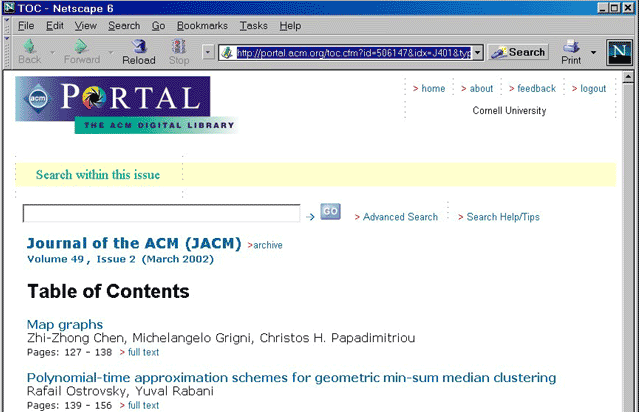 TOC - Netscape 6
File Edit View Search Go Bookmarks Tasks Help
Back Forward Reload Stop http://portal.acm.org/toc.cfm?id=506147&idx=J401&typ Search Print N
acm PORTAL
THE ACM DIGITAL LIBRARY
> home > about > feedback > logout
Cornell University
Search within this issue
GO > Advanced Search > Search Help/Tips
Journal of the ACM (JACM) >archive
Volume 49 , Issue 2 (March 2002)
Table of Contents
Map graphs
Zhi-Zhong Chen, Michelangelo Grigni, Christos H. Papadimitriou
Pages: 127 - 138 > full text
Polynomial-time approximation schemes for geometric min-sum median clustering
Rafail Ostrovsky, Yuval Rabani
Pages: 139 - 156 > full text